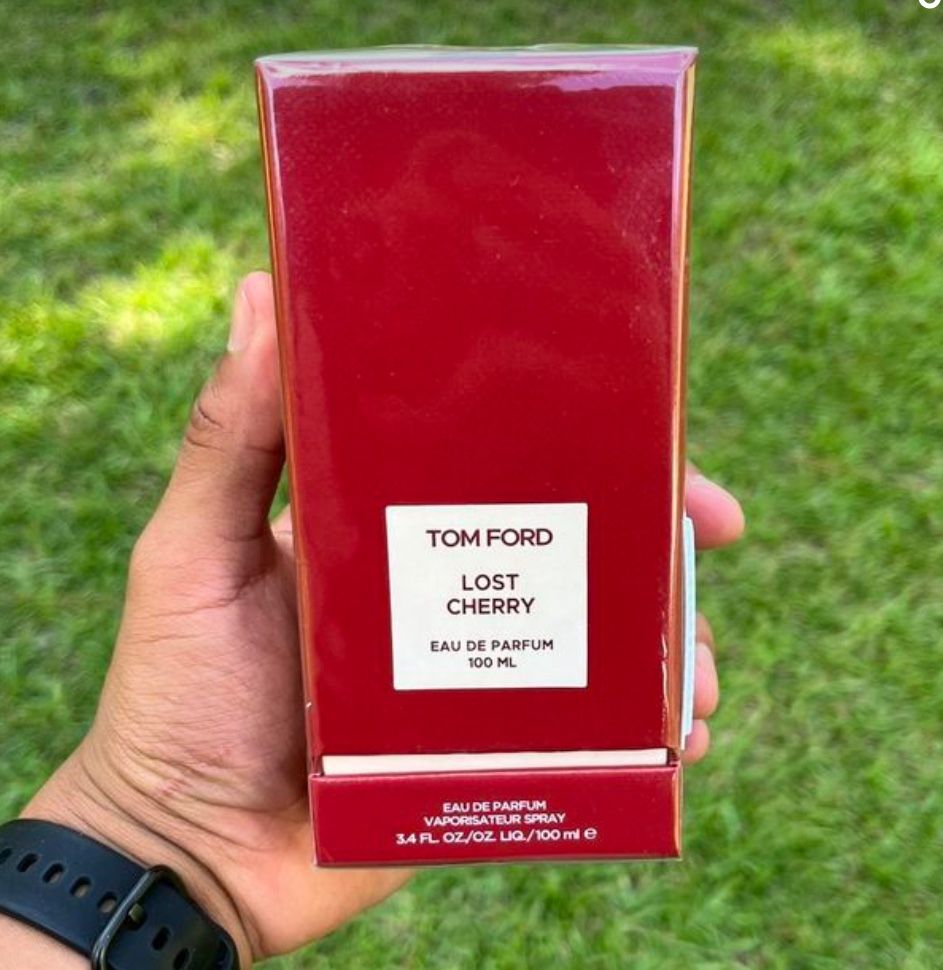 TOM FORD
LOST
CHERRY
EAU DE PARFUM
100 ML
EAU DE PARFUM
VAPORISATEUR SPRAY
3.4 FL. OZ./OZ. LIQ./100 ml ℮